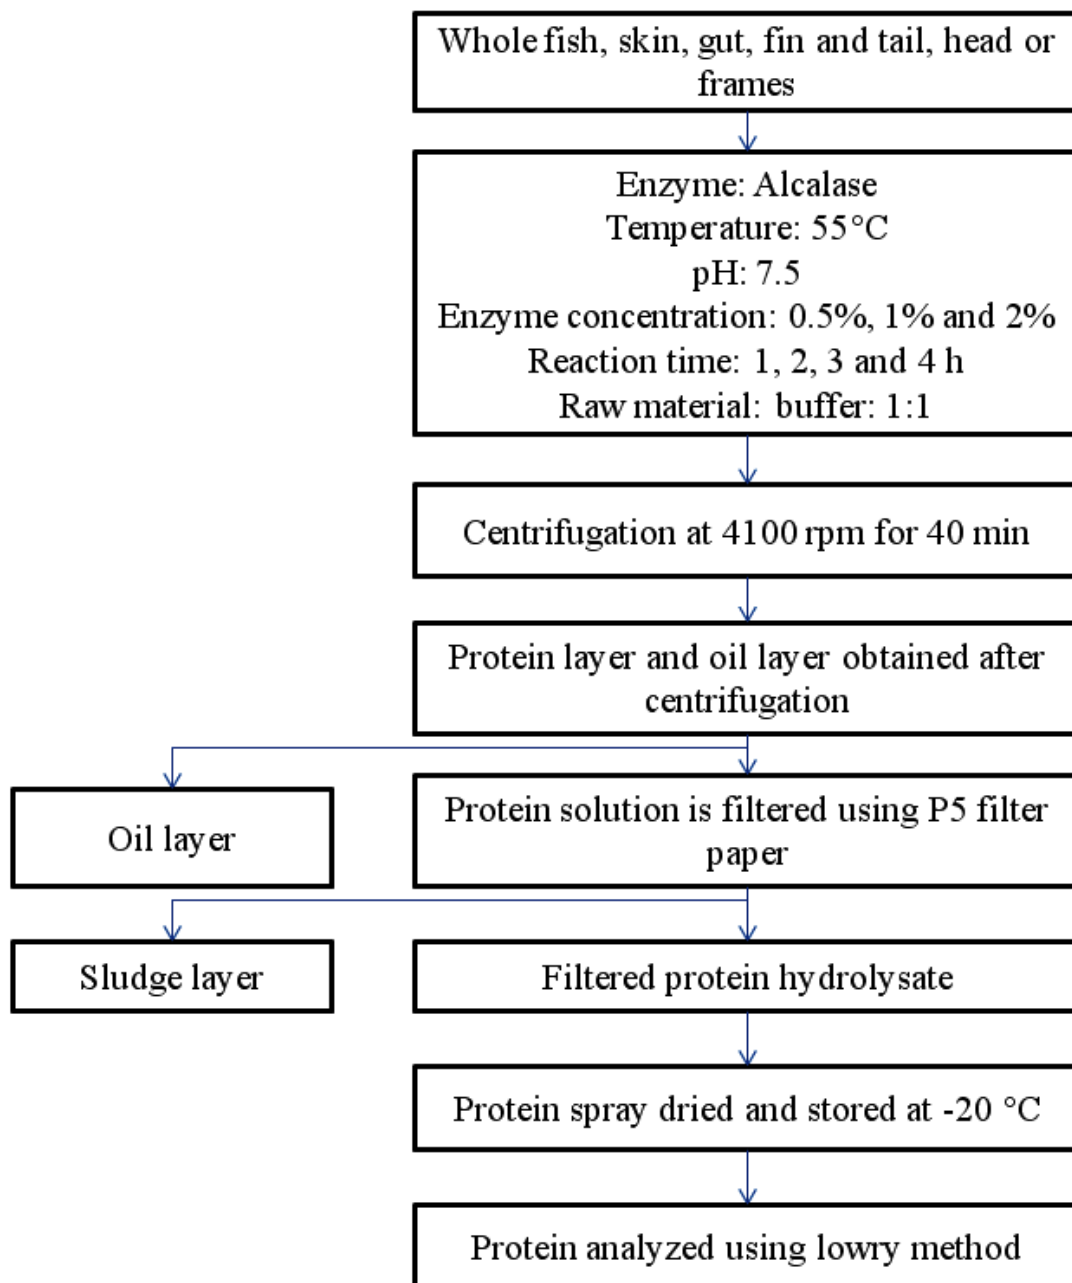 Whole fish, skin, gut, fin and tail, head or
frames
Enzyme: Alcalase
Temperature: 55°C
pH: 7.5
Enzyme concentration: 0.5%, 1% and 2%
Reaction time: 1, 2, 3 and 4 h
Raw material: buffer: 1:1
Centrifugation at 4100 rpm for 40 min
Protein layer and oil layer obtained after
centrifugation
Oil layer
Protein solution is filtered using P5 filter
paper
Sludge layer
Filtered protein hydrolysate
Protein spray dried and stored at -20 °C
Protein analyzed using lowry method